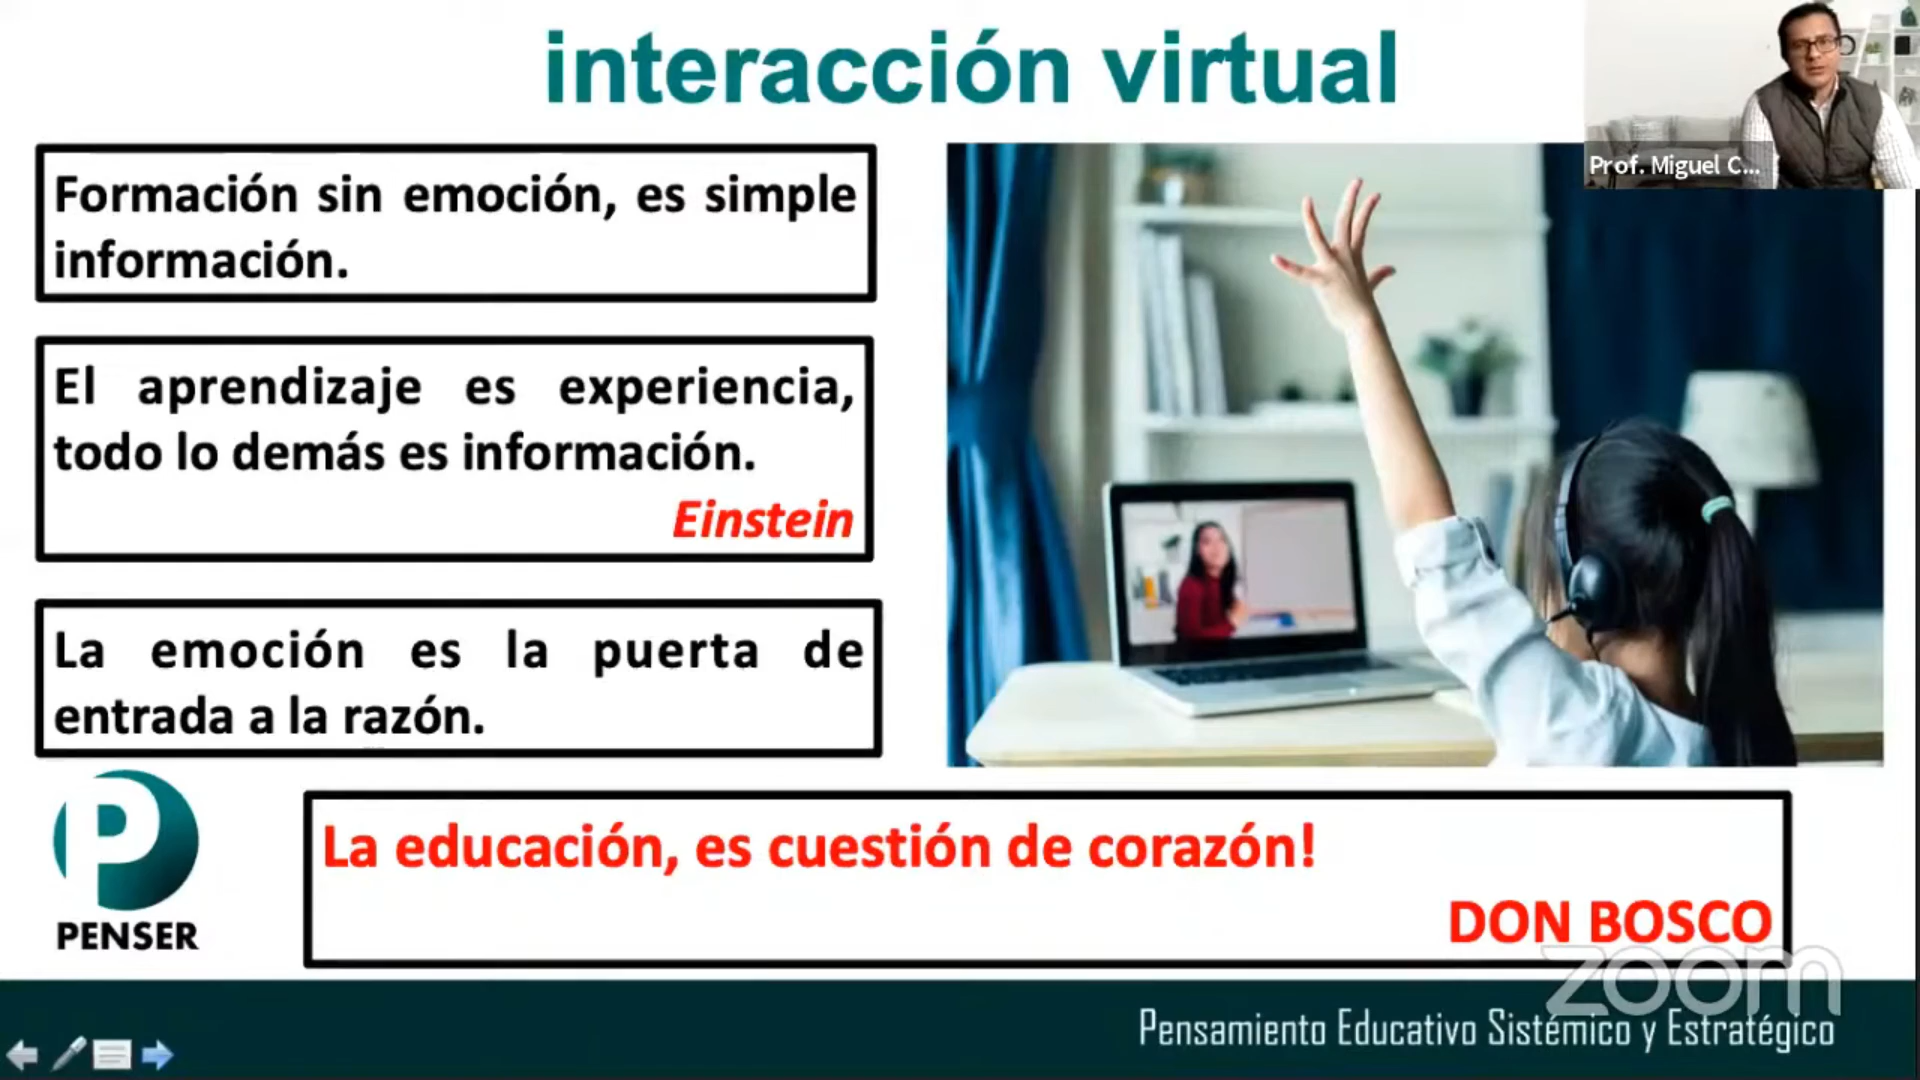 interacción virtual
Prof. Miguel C...
Formación sin emoción, es simple
información.
El aprendizaje es experiencia,
todo lo demás es información.
Einstein
La emoción es la puerta de
entrada a la razón.
P
PENSER
La educación, es cuestión de corazón!
DON BOSCO
zoom
Pensamiento Educativo Sistémico y Estratégico